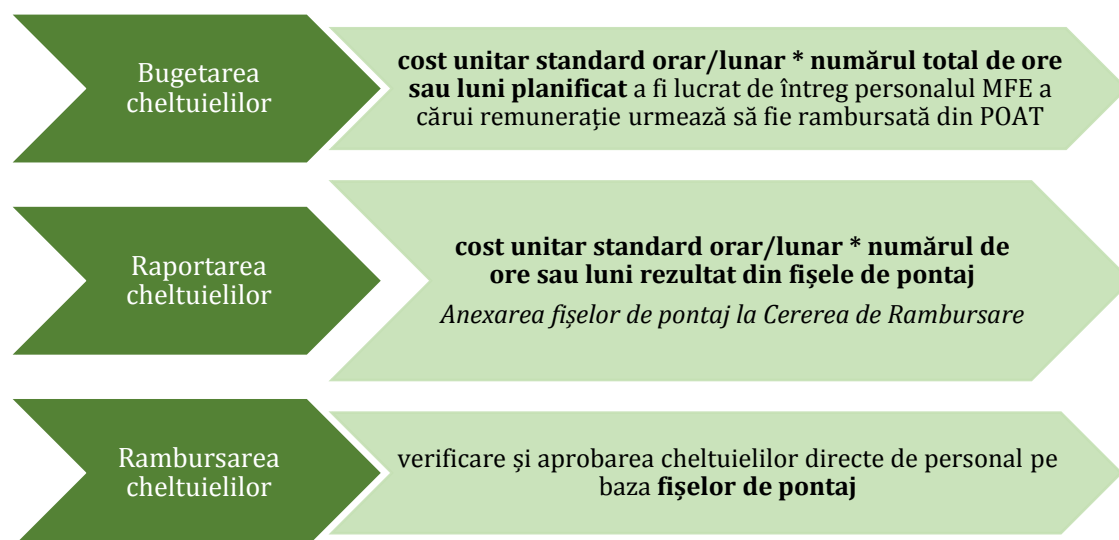 Bugetarea
cheltuielilor
cost unitar standard orar/lunar * numărul total de ore
sau luni planificat a fi lucrat de întreg personalul MFE a
cărui remunerație urmează să fie rambursată din POAT
Raportarea
cheltuielilor
cost unitar standard orar/lunar * numărul de
ore sau luni rezultat din fișele de pontaj
Anexarea fișelor de pontaj la Cererea de Rambursare
Rambursarea
cheltuielilor
verificare și aprobarea cheltuielilor directe de personal pe
baza fișelor de pontaj